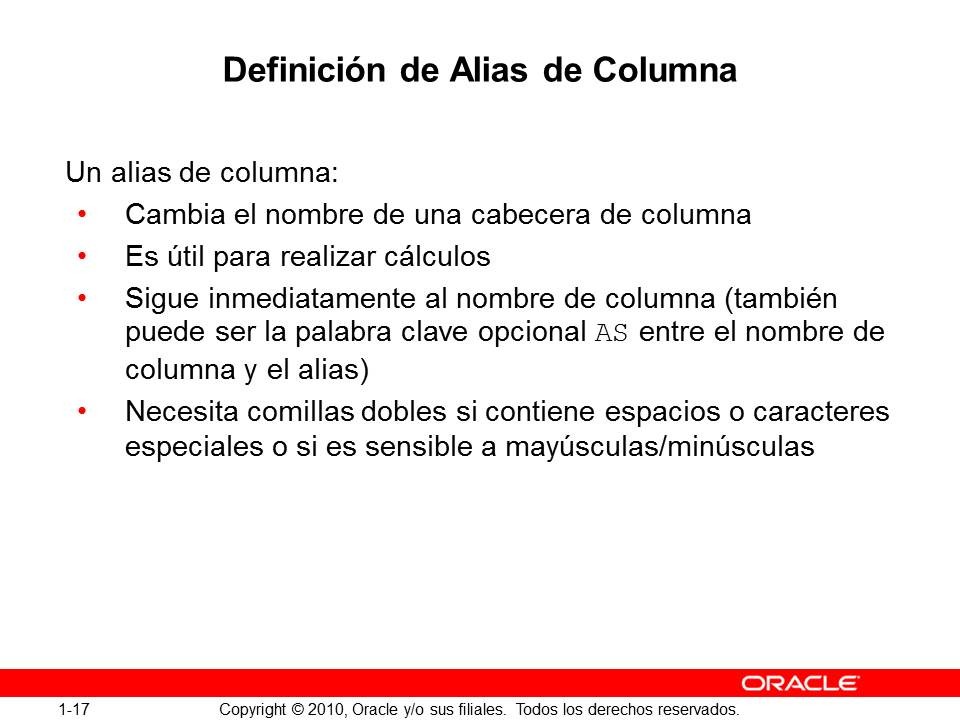 Definición de Alias de Columna
Un alias de columna:
• Cambia el nombre de una cabecera de columna
• Es útil para realizar cálculos
• Sigue inmediatamente al nombre de columna (también
puede ser la palabra clave opcional AS entre el nombre de
columna y el alias)
• Necesita comillas dobles si contiene espacios o caracteres
especiales o si es sensible a mayúsculas/minúsculas
ORACLE
1-17 Copyright © 2010, Oracle y/o sus filiales. Todos los derechos reservados.